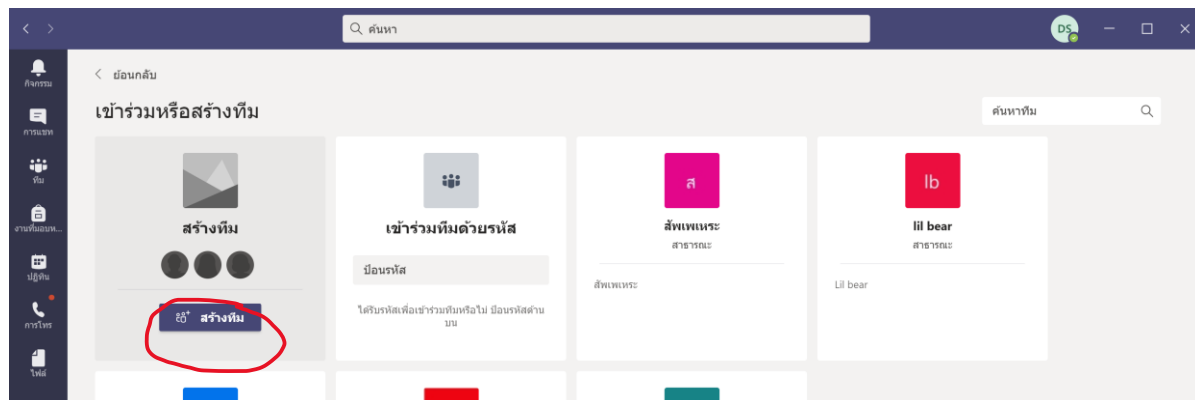 ค้นหา
DS
กิจกรรม
การแชท
ทีม
งานที่มอบห...
ปฏิทิน
การโทร
ไฟล์
ย้อนกลับ
เข้าร่วมหรือสร้างทีม
ค้นหาทีม
สร้างทีม
สร้างทีม
เข้าร่วมทีมด้วยรหัส
ป้อนรหัส
ได้รับรหัสเพื่อเข้าร่วมทีมหรือไม่ ป้อนรหัสด้าน
บน
ส
สัพเพเหระ
สาธารณะ
สัพเพเหระ
lb
lil bear
สาธารณะ
Lil bear